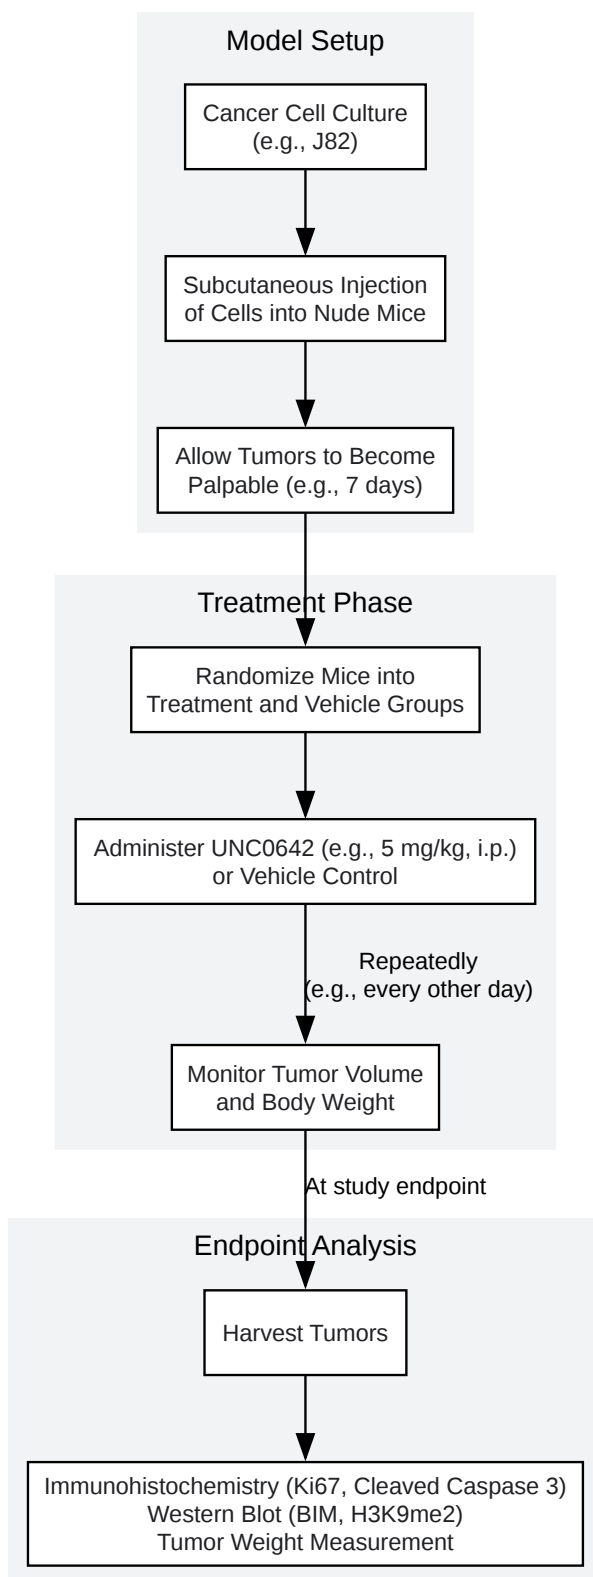 Model Setup
Cancer Cell Culture
(e.g., J82)
Subcutaneous Injection
of Cells into Nude Mice
Allow Tumors to Become
Palpable (e.g., 7 days)
Treatment Phase
Randomize Mice into
Treatment and Vehicle Groups
Administer UNC0642 (e.g., 5 mg/kg, i.p.)
or Vehicle Control
Repeatedly
(e.g., every other day)
Monitor Tumor Volume
and Body Weight
At study endpoint
Endpoint Analysis
Harvest Tumors
Immunohistochemistry (Ki67, Cleaved Caspase 3)
Western Blot (BIM, H3K9me2)
Tumor Weight Measurement